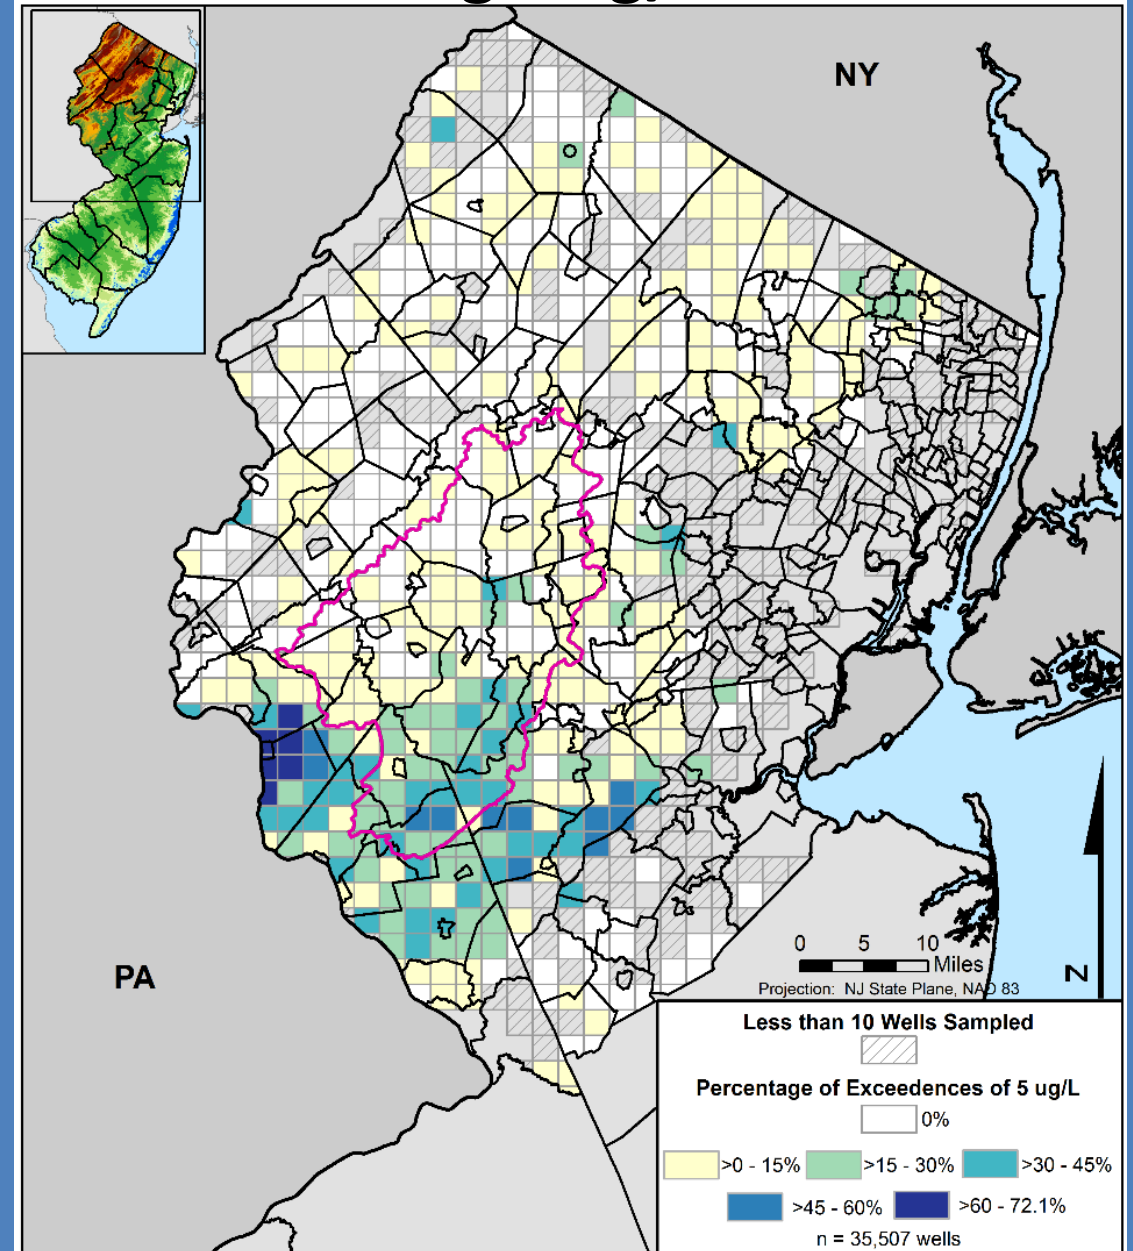 NY
PA
0 5 10
Miles
Projection: NJ State Plane, NAD 83
N
Less than 10 Wells Sampled
Percentage of Exceedences of 5 ug/L
0%
>0 - 15% >15 - 30% >30 - 45%
>45 - 60% >60 - 72.1%
n = 35,507 wells